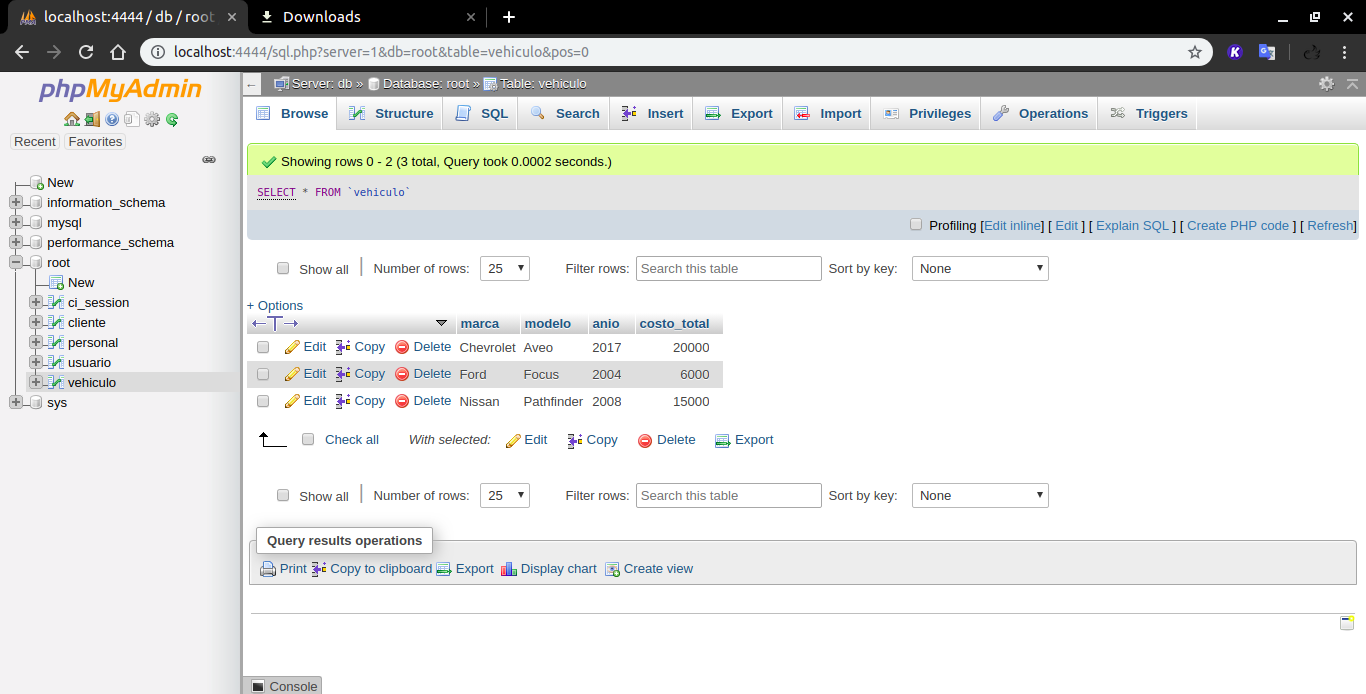 localhost:4444 / db / root
Downloads
localhost:4444/sql.php?server=1&db=root&table=vehiculo&pos=0
phpMyAdmin
Recent Favorites
New
information_schema
mysql
performance_schema
root
New
ci_session
cliente
personal
usuario
vehiculo
sys
Server: db » Database: root » Table: vehiculo
Browse Structure SQL Search Insert Export Import Privileges Operations Triggers
Showing rows 0 - 2 (3 total, Query took 0.0002 seconds.)
SELECT * FROM `vehiculo`
Profiling [Edit inline] [ Edit ] [ Explain SQL ] [ Create PHP code ] [ Refresh]
Show all | Number of rows: 25 Filter rows: Search this table Sort by key: None
+ Options
marca modelo anio costo_total
Edit Copy Delete Chevrolet Aveo 2017 20000
Edit Copy Delete Ford Focus 2004 6000
Edit Copy Delete Nissan Pathfinder 2008 15000
Check all With selected: Edit Copy Delete Export
Show all | Number of rows: 25 Filter rows: Search this table Sort by key: None
Query results operations
Print Copy to clipboard Export Display chart Create view
Console